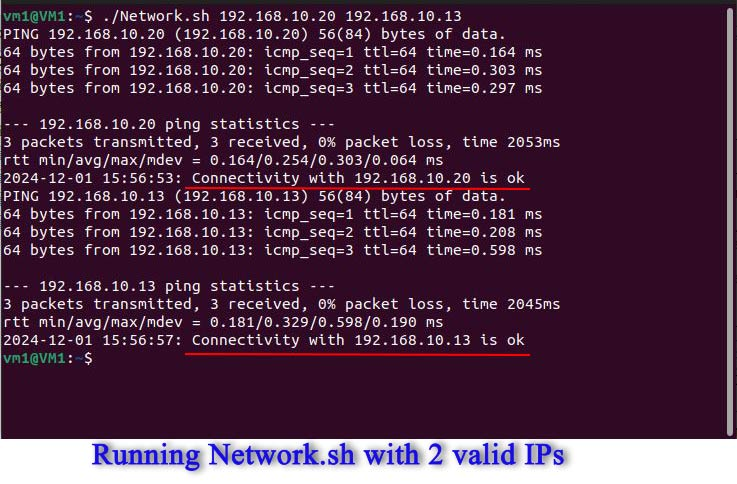 vm1@VM1:~$ ./Network.sh 192.168.10.20 192.168.10.13
PING 192.168.10.20 (192.168.10.20) 56(84) bytes of data.
64 bytes from 192.168.10.20: icmp_seq=1 ttl=64 time=0.164 ms
64 bytes from 192.168.10.20: icmp_seq=2 ttl=64 time=0.303 ms
64 bytes from 192.168.10.20: icmp_seq=3 ttl=64 time=0.297 ms
--- 192.168.10.20 ping statistics ---
3 packets transmitted, 3 received, 0% packet loss, time 2053ms
rtt min/avg/max/mdev = 0.164/0.254/0.303/0.064 ms
2024-12-01 15:56:53: Connectivity with 192.168.10.20 is ok
PING 192.168.10.13 (192.168.10.13) 56(84) bytes of data.
64 bytes from 192.168.10.13: icmp_seq=1 ttl=64 time=0.181 ms
64 bytes from 192.168.10.13: icmp_seq=2 ttl=64 time=0.208 ms
64 bytes from 192.168.10.13: icmp_seq=3 ttl=64 time=0.598 ms
--- 192.168.10.13 ping statistics ---
3 packets transmitted, 3 received, 0% packet loss, time 2045ms
rtt min/avg/max/mdev = 0.181/0.329/0.598/0.190 ms
2024-12-01 15:56:57: Connectivity with 192.168.10.13 is ok
vm1@VM1:~$
Running Network.sh with 2 valid IPs